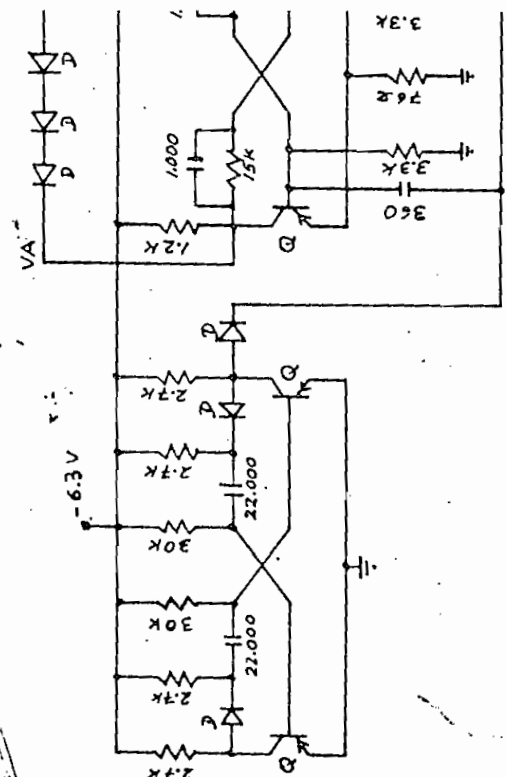 D
D
D
VA
1.000
15K
1.2K
Q
3.3K
76Ω
3.3K
360
-6.3 V
D
2.7K
Q
D
2.7K
22.000
30K
30K
22.000
2.7K
D
2.7K
Q